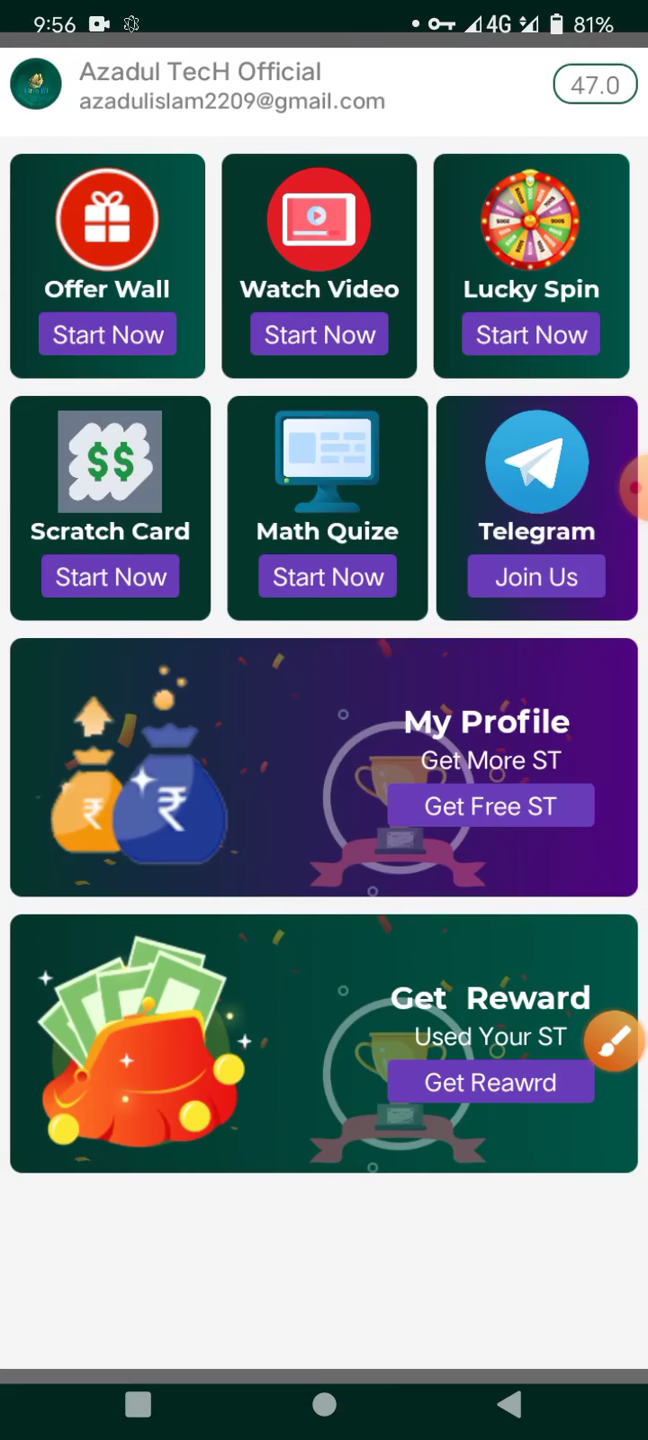 9:56
4G
81%
Azadul TecH Official
azadulislam2209@gmail.com
47.0
Offer Wall
Start Now
Watch Video
Start Now
Lucky Spin
Start Now
$$
Scratch Card
Start Now
Math Quize
Start Now
Telegram
Join Us
₹
₹
My Profile
Get More ST
Get Free ST
Get Reward
Used Your ST
Get Reawrd